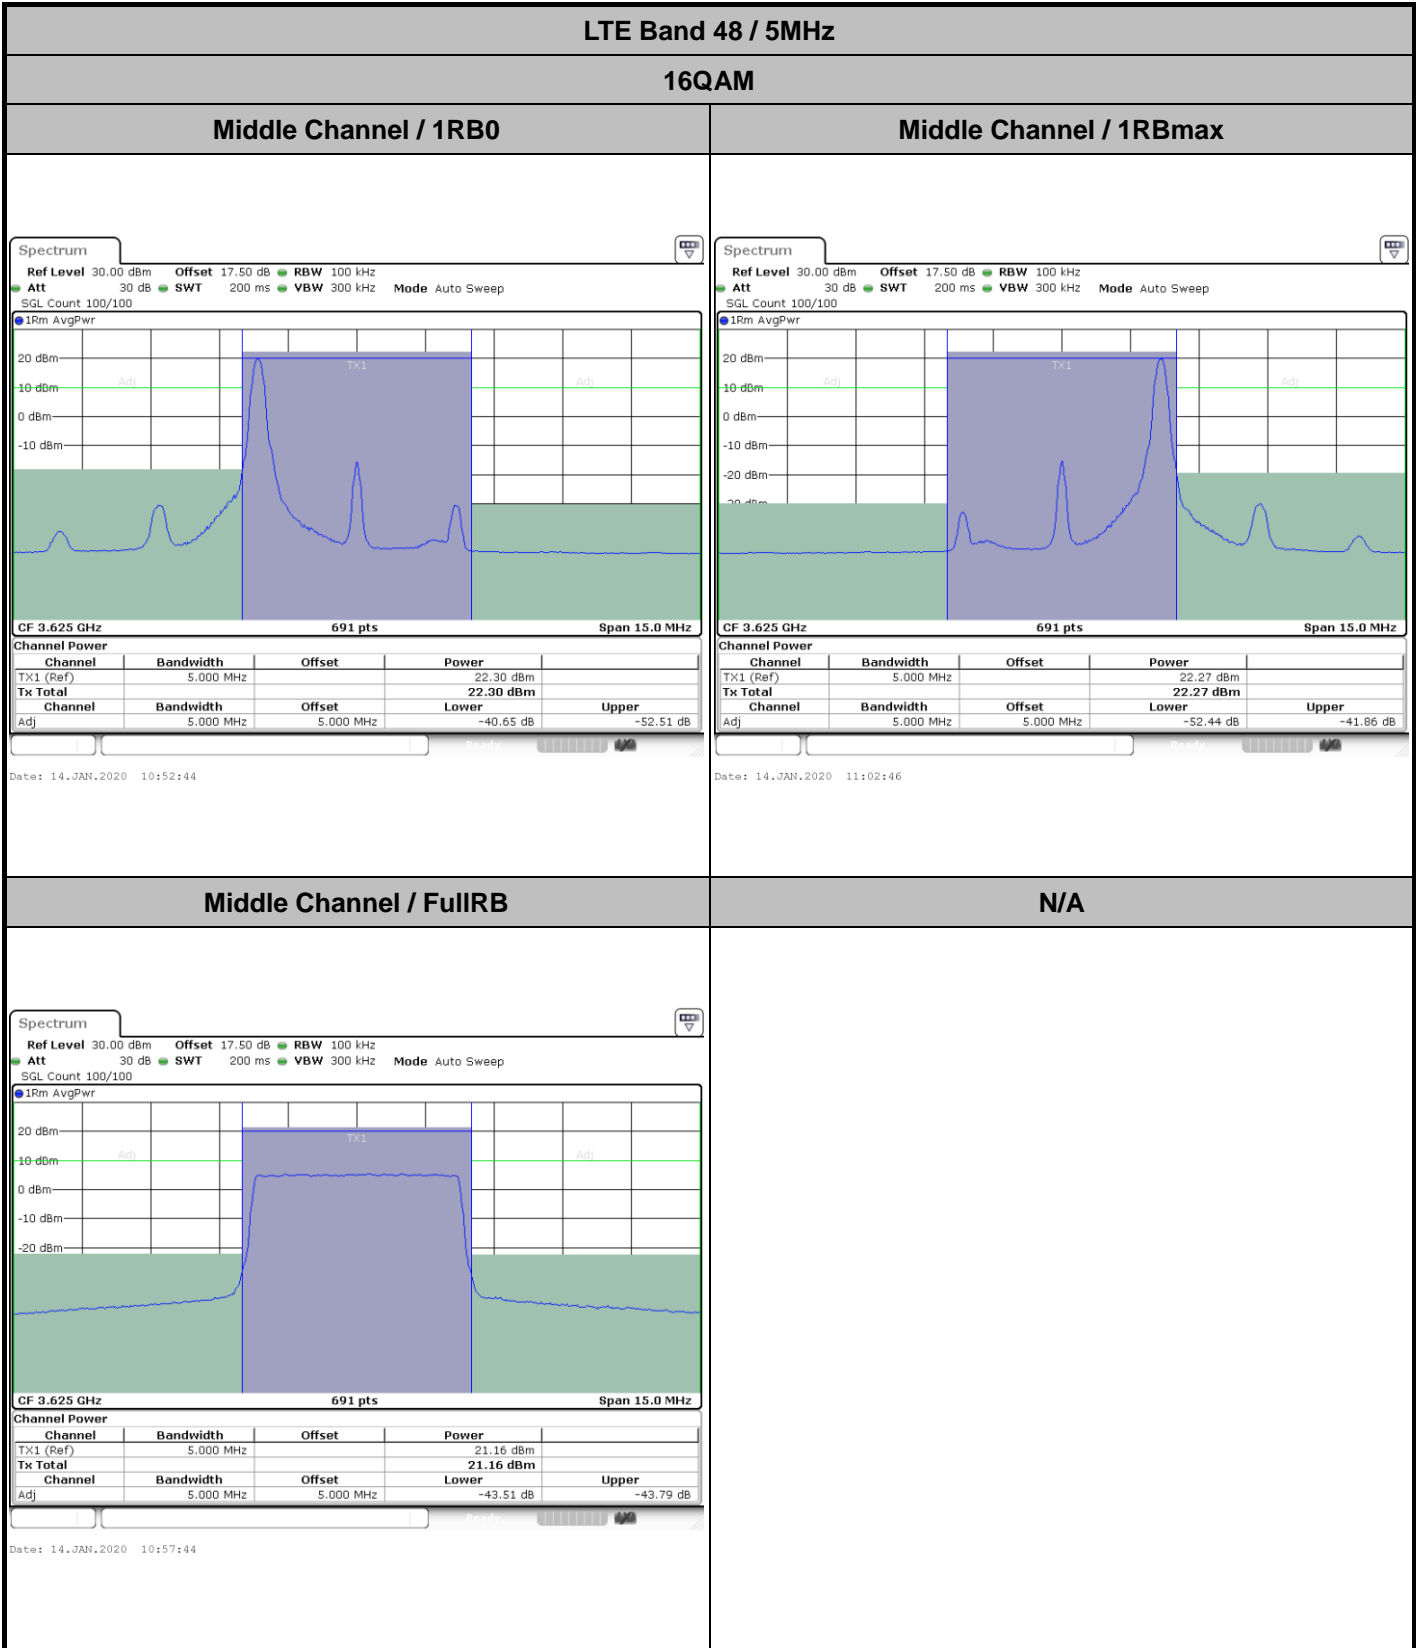 LTE Band 48 / 5MHz
16QAM
Middle Channel / 1RB0
Middle Channel / 1RBmax
Spectrum
Ref Level 30.00 dBm Offset 17.50 dB RBW 100 kHz
Att 30 dB SWT 200 ms VBW 300 kHz Mode Auto Sweep
SGL Count 100/100
1Rm AvgPwr
TX1
Adj
Adj
20 dBm
10 dBm
0 dBm
-10 dBm
CF 3.625 GHz 691 pts Span 15.0 MHz
Channel Power
Channel Bandwidth Offset Power
TX1 (Ref) 5.000 MHz 22.30 dBm
Tx Total 22.30 dBm
Channel Bandwidth Offset Lower Upper
Adj 5.000 MHz 5.000 MHz -40.65 dB -52.51 dB
Ready
Date: 14.JAN.2020 10:52:44
Spectrum
Ref Level 30.00 dBm Offset 17.50 dB RBW 100 kHz
Att 30 dB SWT 200 ms VBW 300 kHz Mode Auto Sweep
SGL Count 100/100
1Rm AvgPwr
TX1
Adj
Adj
20 dBm
10 dBm
0 dBm
-10 dBm
-20 dBm
CF 3.625 GHz 691 pts Span 15.0 MHz
Channel Power
Channel Bandwidth Offset Power
TX1 (Ref) 5.000 MHz 22.27 dBm
Tx Total 22.27 dBm
Channel Bandwidth Offset Lower Upper
Adj 5.000 MHz 5.000 MHz -52.44 dB -41.86 dB
Ready
Date: 14.JAN.2020 11:02:46
Middle Channel / FullRB
N/A
Spectrum
Ref Level 30.00 dBm Offset 17.50 dB RBW 100 kHz
Att 30 dB SWT 200 ms VBW 300 kHz Mode Auto Sweep
SGL Count 100/100
1Rm AvgPwr
TX1
Adj
Adj
20 dBm
10 dBm
0 dBm
-10 dBm
-20 dBm
CF 3.625 GHz 691 pts Span 15.0 MHz
Channel Power
Channel Bandwidth Offset Power
TX1 (Ref) 5.000 MHz 21.16 dBm
Tx Total 21.16 dBm
Channel Bandwidth Offset Lower Upper
Adj 5.000 MHz 5.000 MHz -43.51 dB -43.79 dB
Ready
Date: 14.JAN.2020 10:57:44